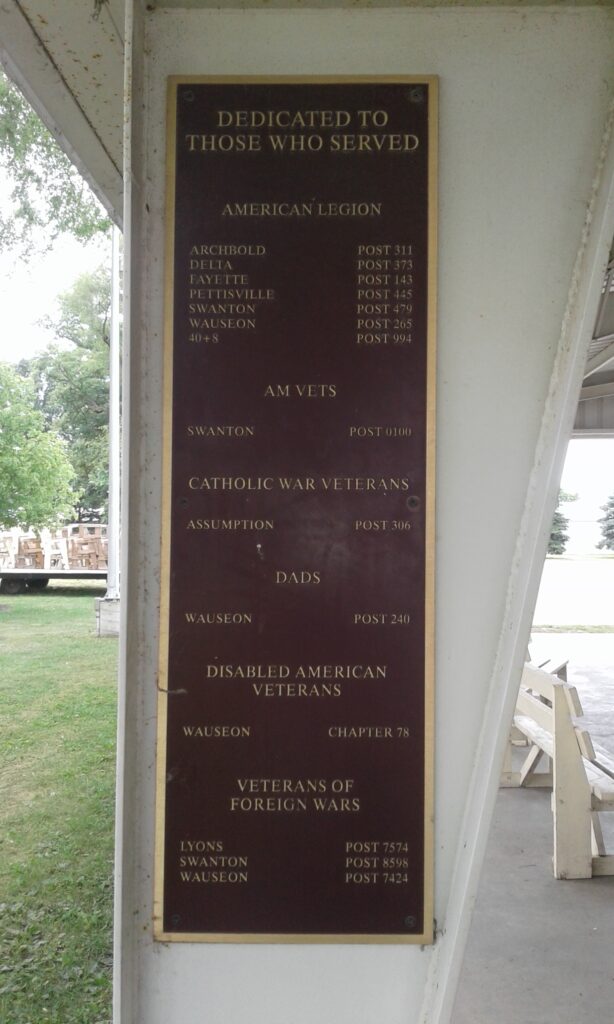 DEDICATED TO
THOSE WHO SERVED
AMERICAN LEGION
ARCHBOLD POST 311
DELTA POST 373
FAYETTE POST 143
PETTISVILLE POST 445
SWANTON POST 479
WAUSEON POST 265
40+8 POST 994
AM VETS
SWANTON POST 0100
CATHOLIC WAR VETERANS
ASSUMPTION POST 306
DADS
WAUSEON POST 240
DISABLED AMERICAN
VETERANS
WAUSEON CHAPTER 78
VETERANS OF
FOREIGN WARS
LYONS POST 7574
SWANTON POST 8598
WAUSEON POST 7424